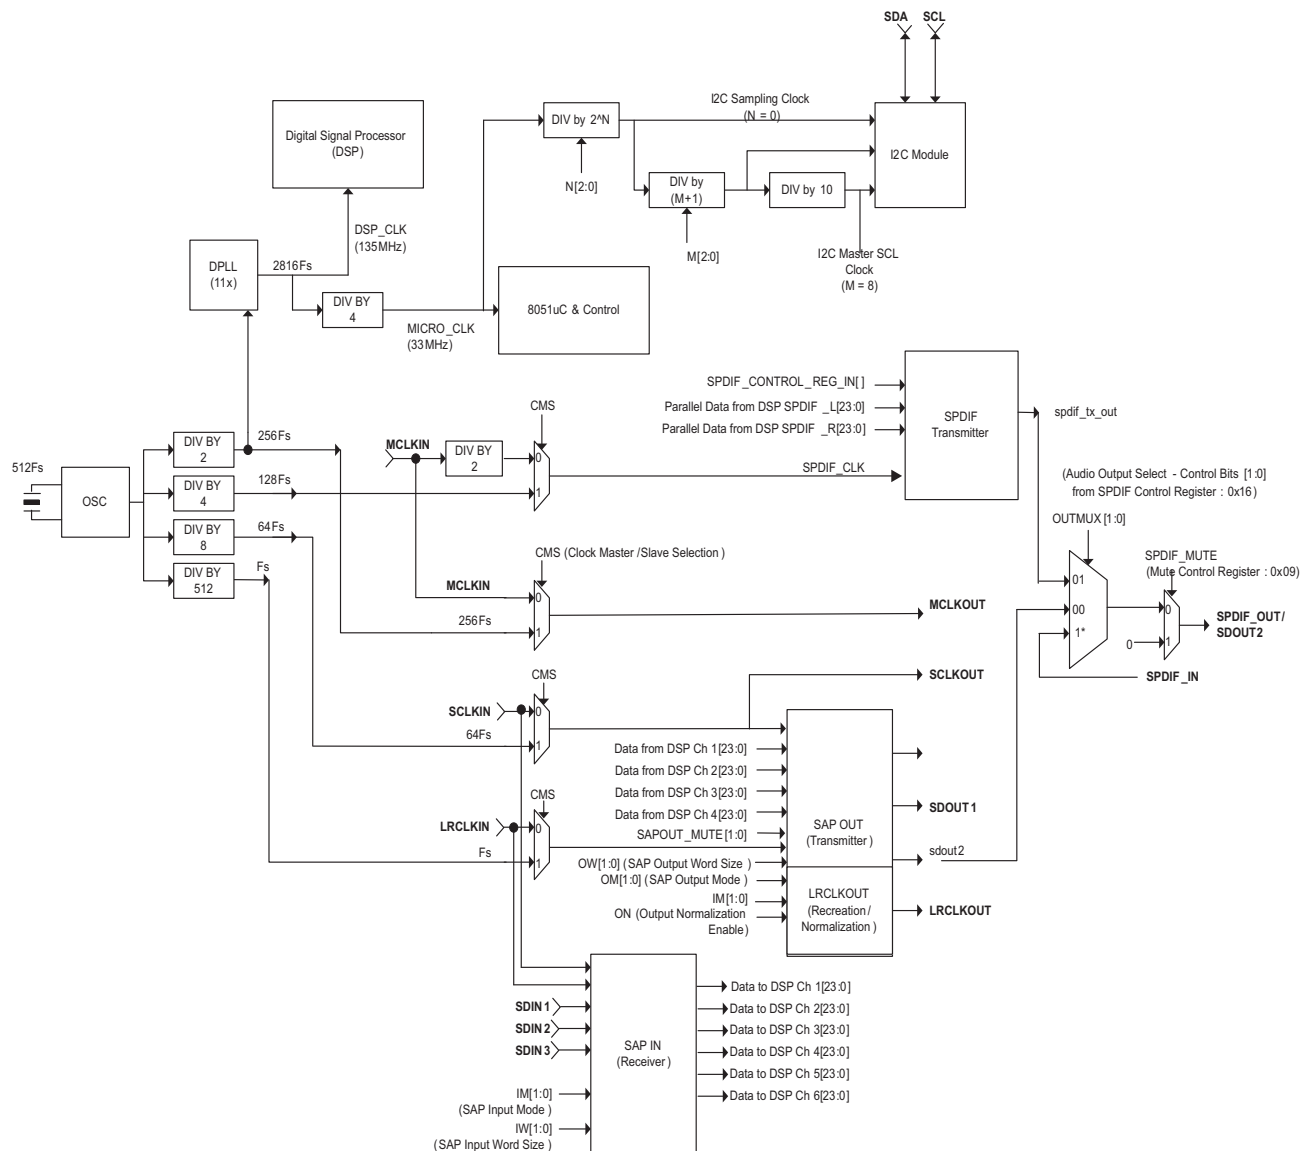 SDA SCL
I2C Sampling Clock
(N = 0)
DIV by 2^N
Digital Signal Processor
(DSP)
I2C Module
N[2:0]
DIV by
(M+1)
DIV by 10
DSP_CLK
(135MHz)
M[2:0]
I2C Master SCL
Clock
(M = 8)
DPLL
(11x)
2816Fs
DIV BY
4
8051uC & Control
MICRO_CLK
(33MHz)
SPDIF_CONTROL_REG_IN[ ]
Parallel Data from DSP SPDIF _L[23:0]
Parallel Data from DSP SPDIF _R[23:0]
SPDIF
Transmitter
spdif_tx_out
CMS
DIV BY
2
256Fs
MCLKIN
DIV BY
2
0
1
SPDIF_CLK
512Fs
OSC
DIV BY
4
128Fs
(Audio Output Select - Control Bits [1:0]
from SPDIF Control Register : 0x16)
OUTMUX[1:0]
DIV BY
8
64Fs
CMS (Clock Master /Slave Selection )
SPDIF_MUTE
(Mute Control Register : 0x09)
DIV BY
512
Fs
MCLKIN
0
256Fs
1
MCLKOUT
01
00
1*
0
0
1
SPDIF_OUT/
SDOUT2
SPDIF_IN
CMS
SCLKOUT
SCLKIN
0
64Fs
1
Data from DSP Ch 1[23:0]
Data from DSP Ch 2[23:0]
Data from DSP Ch 3[23:0]
Data from DSP Ch 4[23:0]
SAPOUT_MUTE[1:0]
SAP OUT
(Transmitter)
SDOUT1
sdout2
CMS
LRCLKIN
0
Fs
1
OW[1:0] (SAP Output Word Size )
OM[1:0] (SAP Output Mode )
IM[1:0]
ON (Output Normalization
Enable)
LRCLKOUT
(Recreation/
Normalization )
LRCLKOUT
SDIN1
SDIN2
SDIN3
SAP IN
(Receiver)
Data to DSP Ch 1[23:0]
Data to DSP Ch 2[23:0]
Data to DSP Ch 3[23:0]
Data to DSP Ch 4[23:0]
Data to DSP Ch 5[23:0]
Data to DSP Ch 6[23:0]
IM[1:0]
(SAP Input Mode )
IW[1:0]
(SAP Input Word Size )